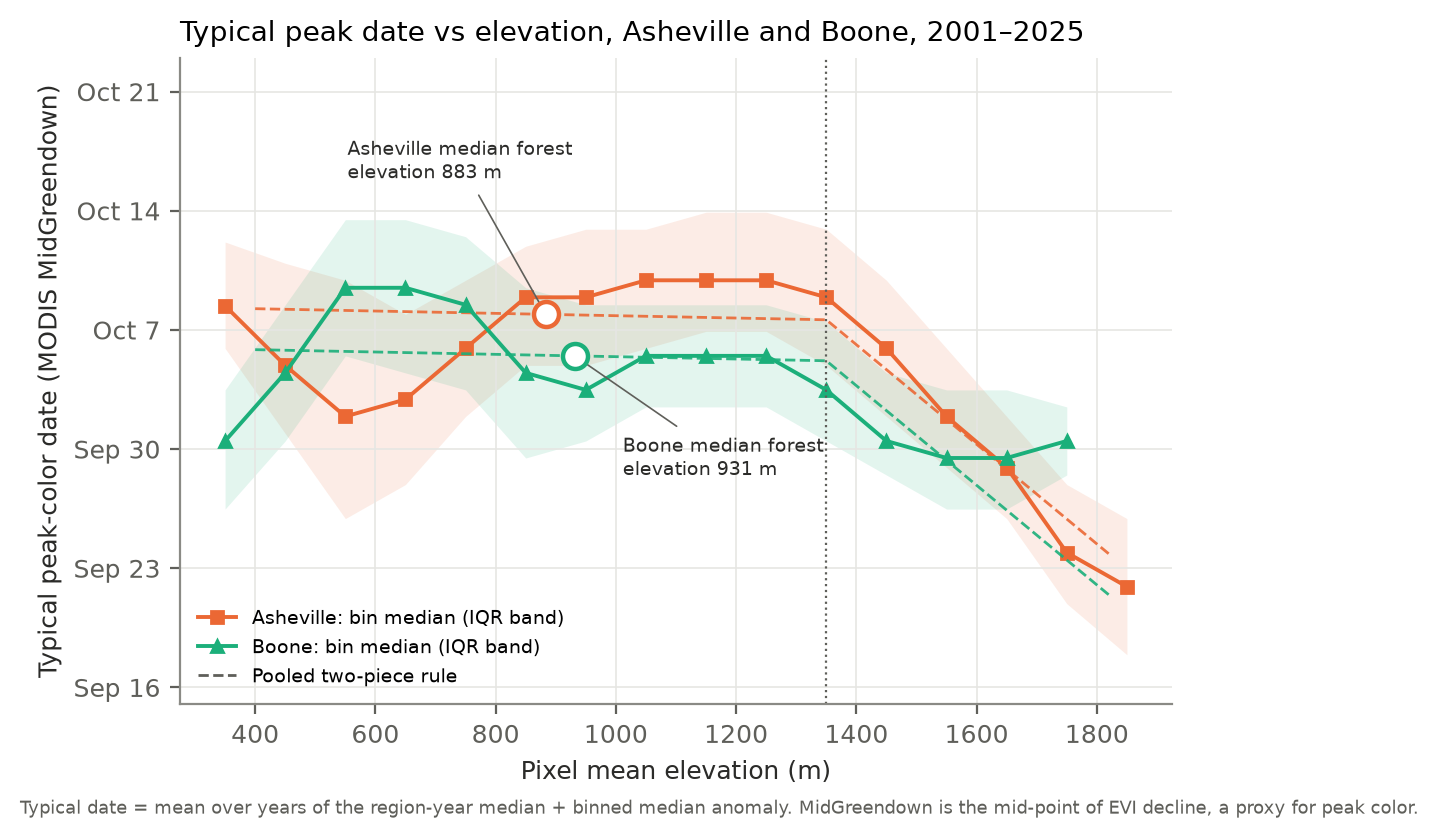 Typical peak date vs elevation, Asheville and Boone, 2001–2025
Typical peak-color date (MODIS MidGreendown)
Oct 21
Oct 14
Oct 7
Sep 30
Sep 23
Sep 16
Asheville median forest
elevation 883 m
Boone median forest
elevation 931 m
Asheville: bin median (IQR band)
Boone: bin median (IQR band)
Pooled two-piece rule
400 600 800 1000 1200 1400 1600 1800
Pixel mean elevation (m)
Typical date = mean over years of the region-year median + binned median anomaly. MidGreendown is the mid-point of EVI decline, a proxy for peak color.